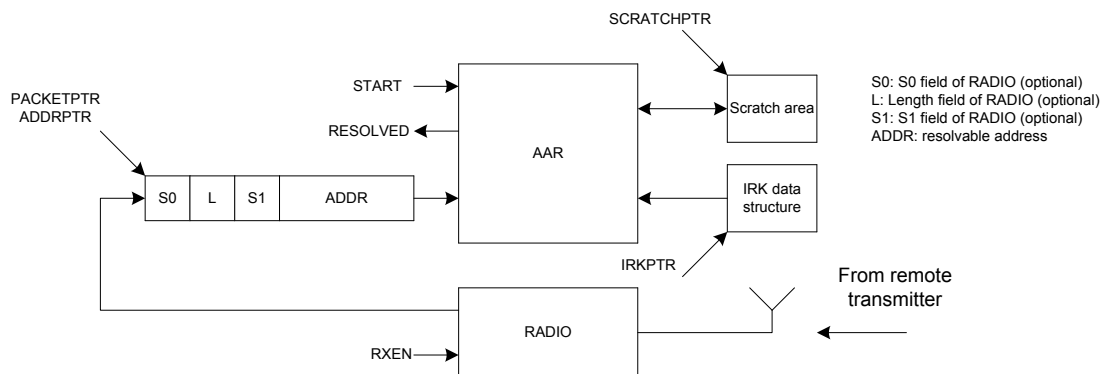 SCRATCHPTR
S0: S0 field of RADIO (optional)
L: Length field of RADIO (optional)
S1: S1 field of RADIO (optional)
ADDR: resolvable address
START
PACKETPTR
ADDRPTR
Scratch area
RESOLVED
AAR
S0 L S1 ADDR
IRK data
structure
IRKPTR
From remote
transmitter
RADIO
RXEN